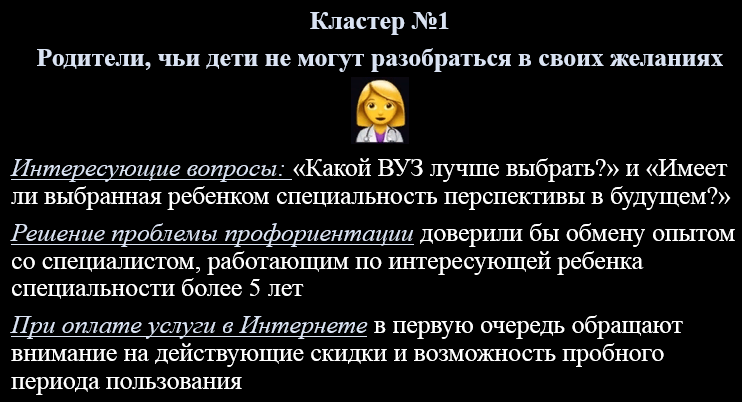 Кластер №1
Родители, чьи дети не могут разобраться в своих желаниях
Интересующие вопросы: «Какой ВУЗ лучше выбрать?» и «Имеет
ли выбранная ребенком специальность перспективы в будущем?»
Решение проблемы профориентации доверили бы обмену опытом
со специалистом, работающим по интересующей ребенка
специальности более 5 лет
При оплате услуги в Интернете в первую очередь обращают
внимание на действующие скидки и возможность пробного
периода пользования